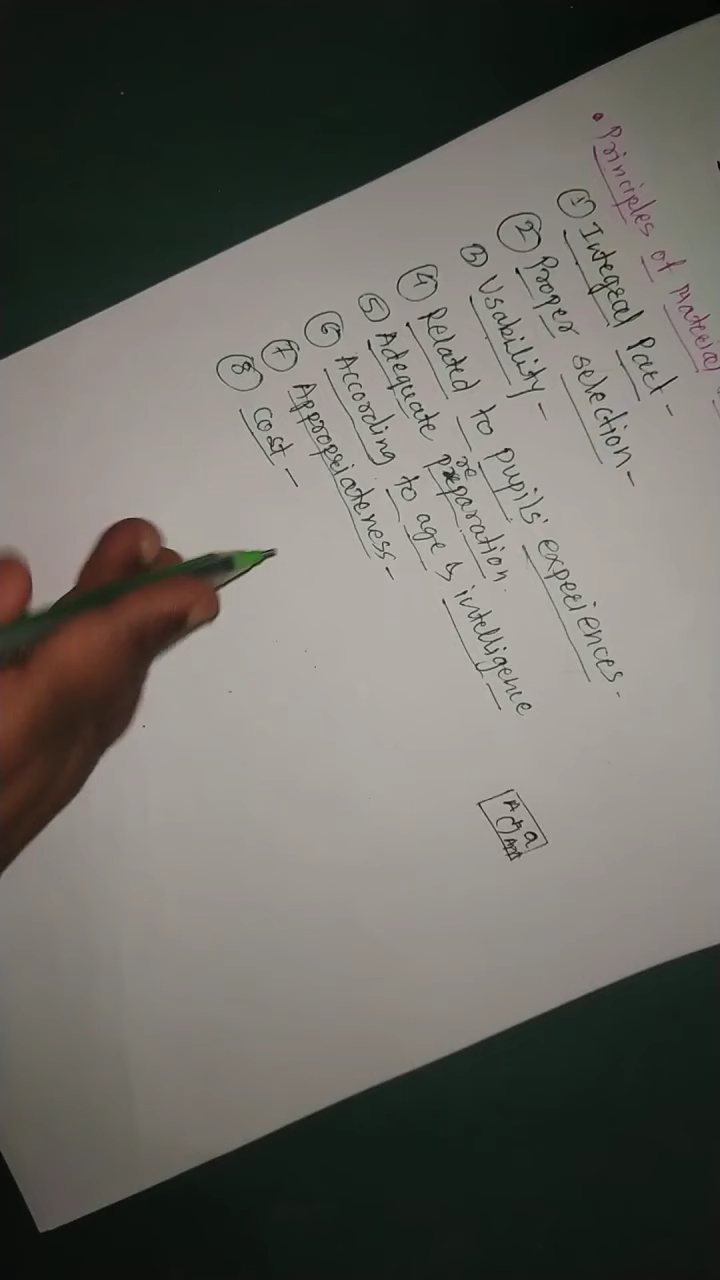 • Principles of Material
① Integral Part -
② Proper selection -
③ Usability -
④ Related to pupils' experiences -
⑤ Adequate preparation.
⑥ According to age & intelligence
⑦ Appropriateness -
⑧ Cost -